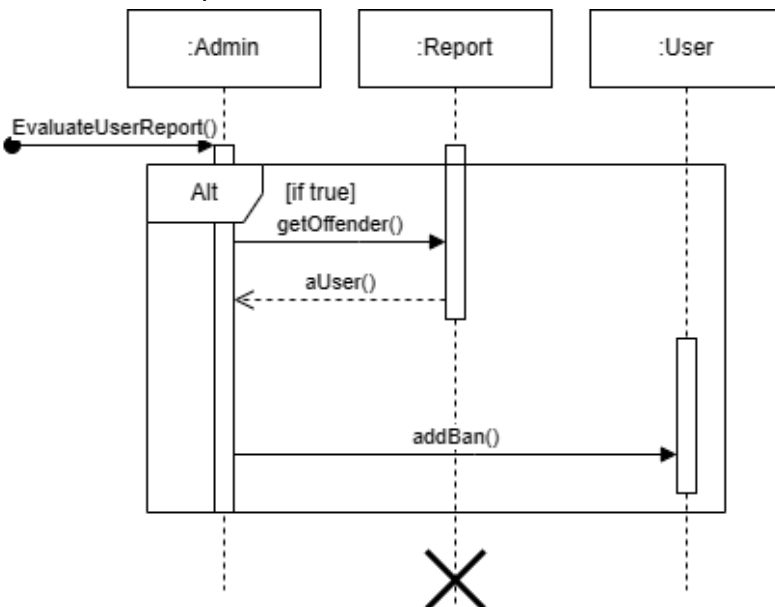 :Admin
:Report
:User
EvaluateUserReport()
Alt
[if true]
getOffender()
aUser()
addBan()